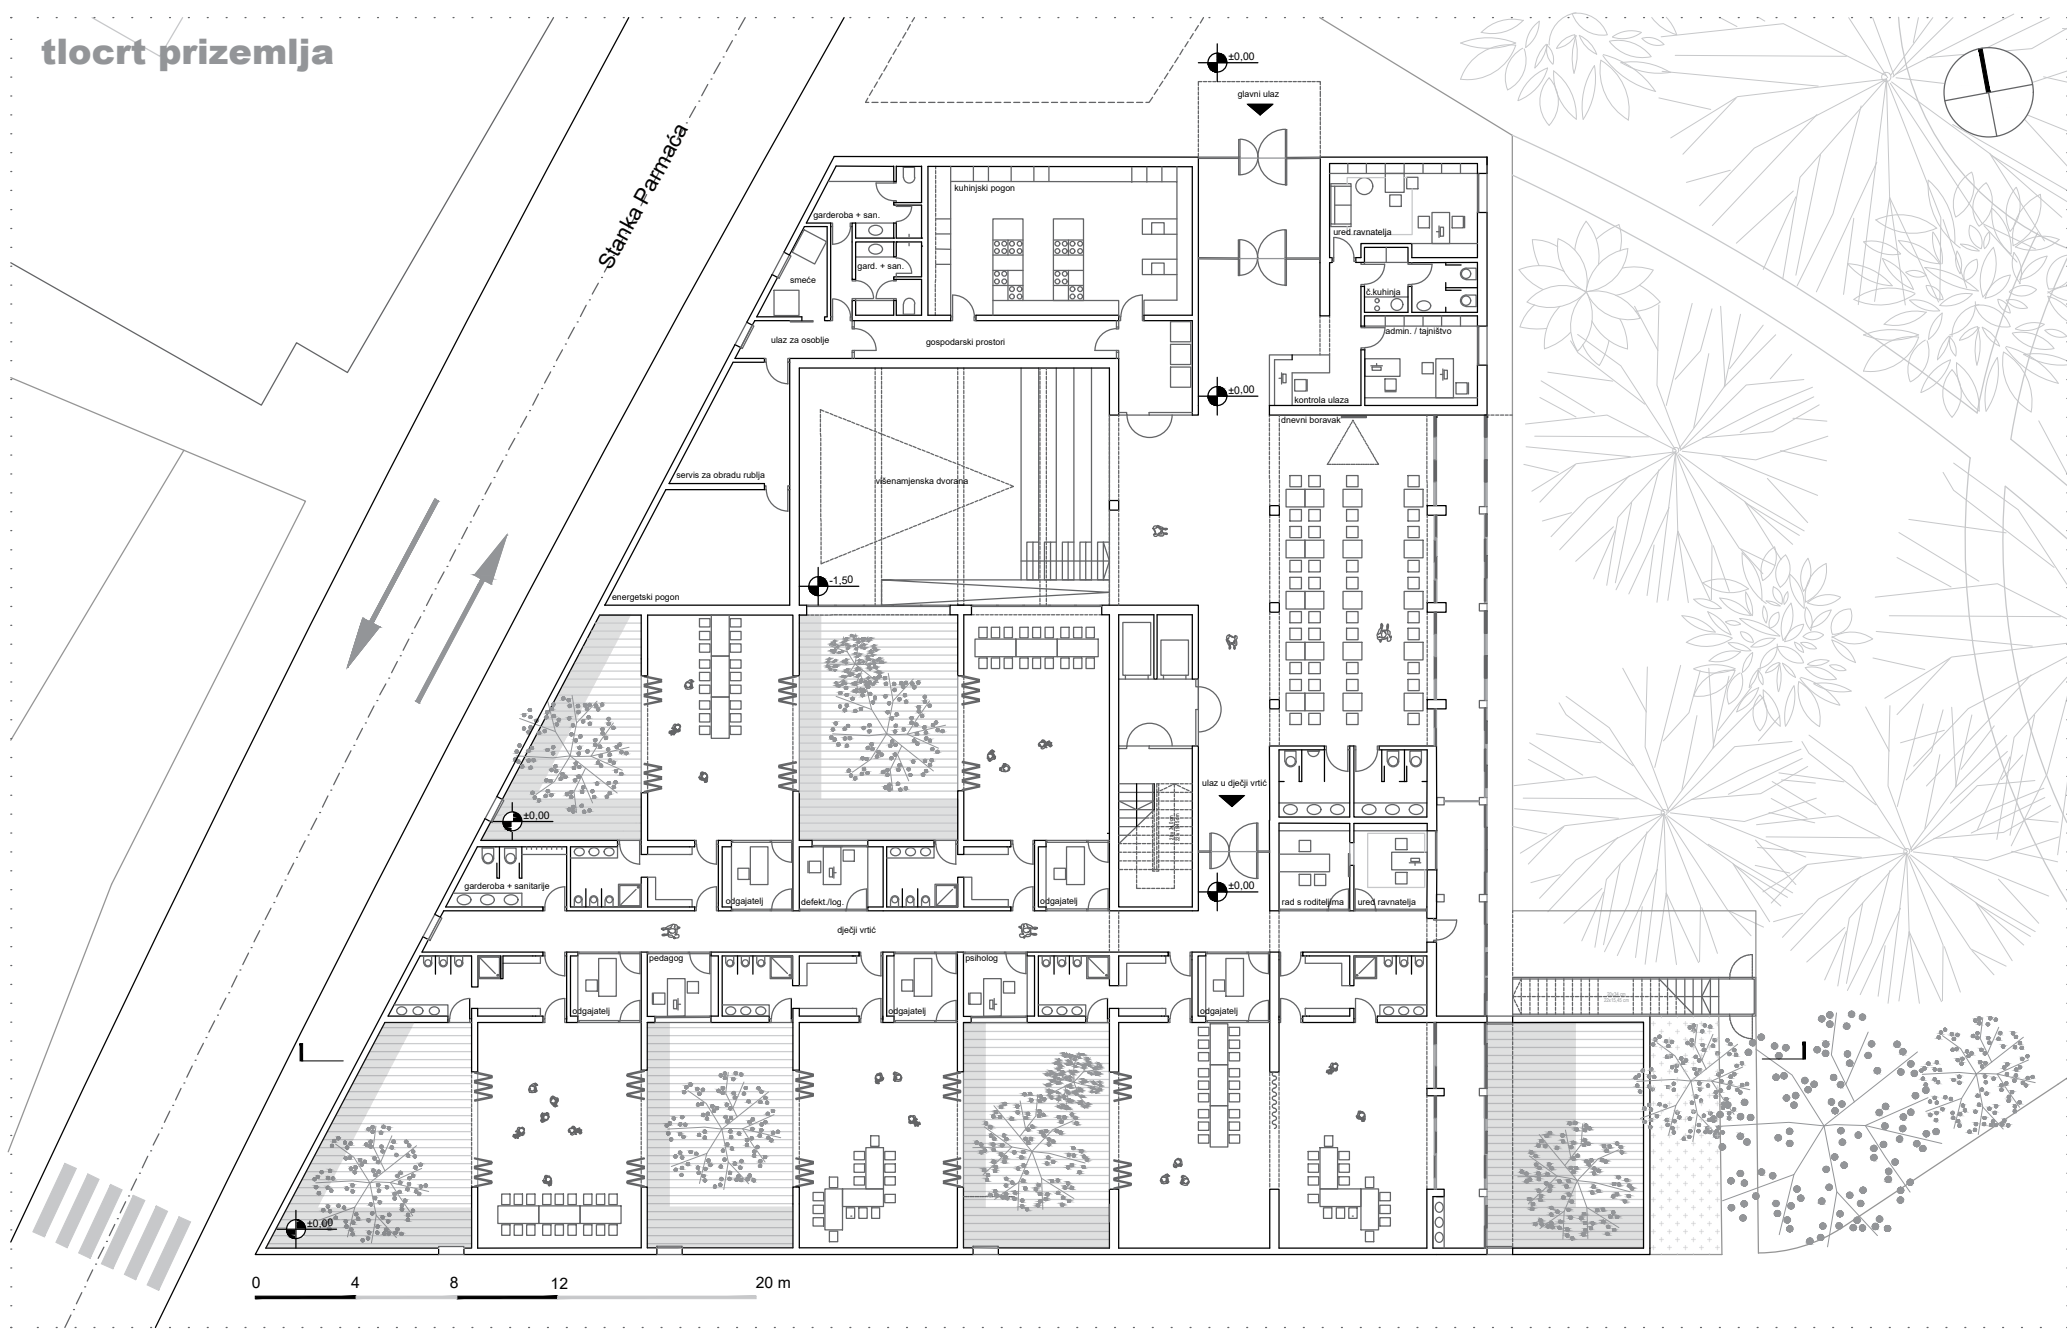 tlocrt prizemlja
Stanka Parmaća
±0,00
glavni ulaz
kuhinjski pogon
garderoba + san.
ured ravnatelja
gard. + san.
smeće
č.kuhinja
admin. / tajništvo
ulaz za osoblje
gospodarski prostori
±0,00
kontrola ulaza
dnevni boravak
servis za obradu rublja
višenamjenska dvorana
-1,50
energetski pogon
ulaz u dječji vrtić
±0,00
garderoba + sanitarije
odgajatelj
defekt./log.
odgajatelj
±0,00
rad s roditeljima
ured ravnatelja
dječji vrtić
pedagog
psiholog
odgajatelj
odgajatelj
odgajatelj
±0,00
0
4
8
12
20 m